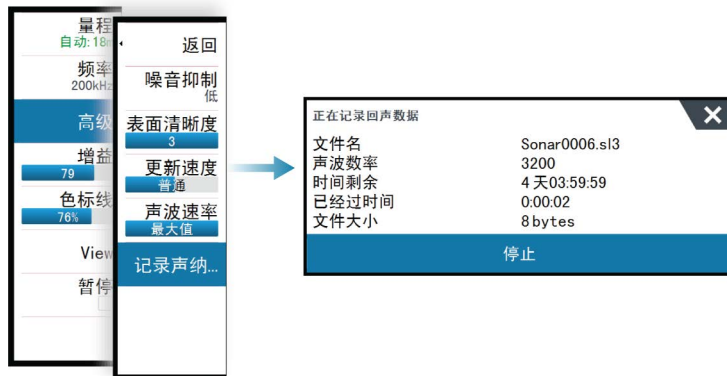 量程
自动: 18m
频率
200kHz
高级
增益
79
色标线
76%
View
暂停
返回
噪音抑制
低
表面清晰度
3
更新速度
普通
声波速率
最大值
记录声纳...
正在记录回声数据
文件名 Sonar0006.sl3
声波数率 3200
时间剩余 4 天03:59:59
已经过时间 0:00:02
文件大小 8 bytes
停止